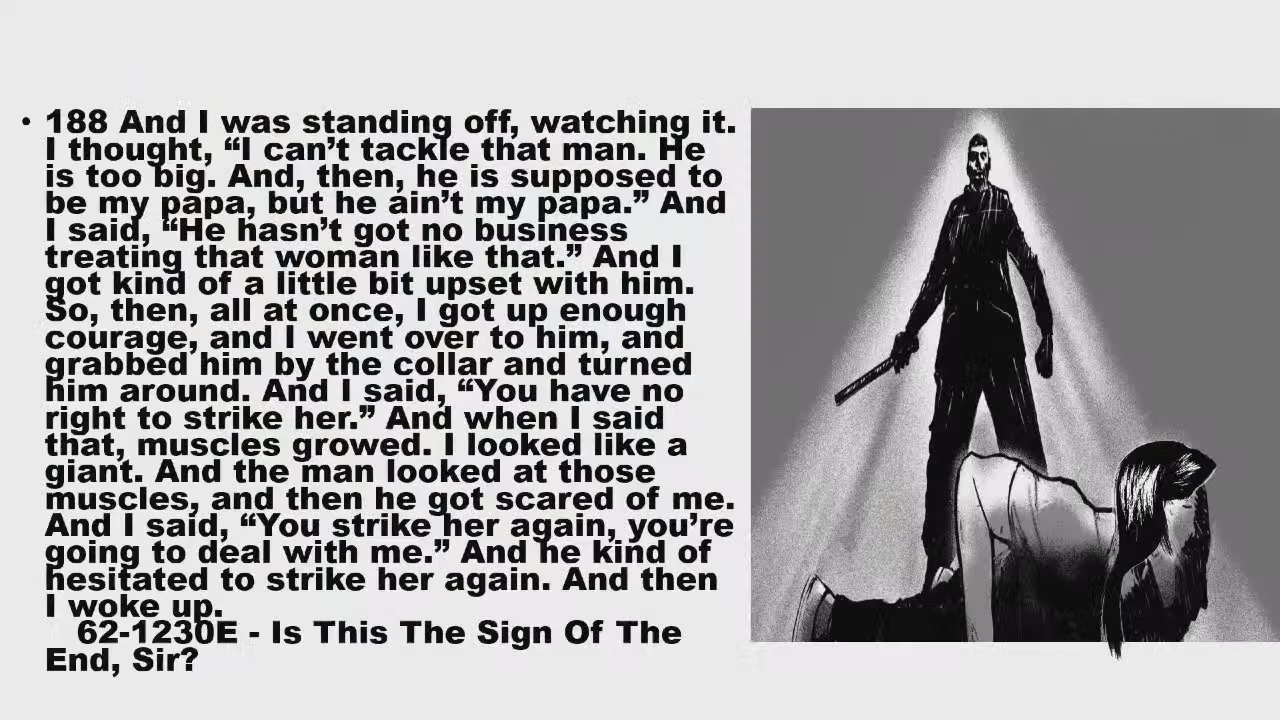 • 188 And I was standing off, watching it.
I thought, “I can’t tackle that man. He
is too big. And, then, he is supposed to
be my papa, but he ain’t my papa.” And
I said, “He hasn’t got no business
treating that woman like that.” And I
got kind of a little bit upset with him.
So, then, all at once, I got up enough
courage, and I went over to him, and
grabbed him by the collar and turned
him around. And I said, “You have no
right to strike her.” And when I said
that, muscles growed. I looked like a
giant. And the man looked at those
muscles, and then he got scared of me.
And I said, “You strike her again, you’re
going to deal with me.” And he kind of
hesitated to strike her again. And then
I woke up.
62-1230E - Is This The Sign Of The
End, Sir?